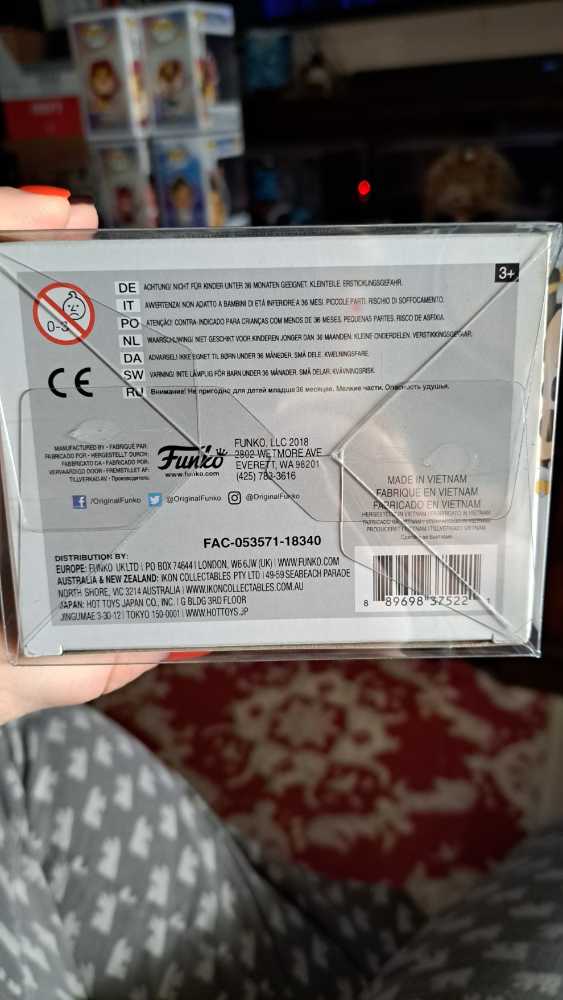 3+
0-3
DE ACHTUNG! NICHT FÜR KINDER UNTER 36 MONATEN GEEIGNET. KLEINTEILE. ERSTICKUNGSGEFAHR.
IT AVVERTENZA! NON ADATTO A BAMBINI DI ETÀ INFERIORE A 36 MESI. PICCOLE PARTI. RISCHIO DI SOFFOCAMENTO.
PO ATENÇÃO! CONTRA-INDICADO PARA CRIANÇAS COM MENOS DE 36 MESES. PEQUENAS PARTES. RISCO DE ASFIXIA.
NL WAARSCHUWING! NIET GESCHIKT VOOR KINDEREN JONGER DAN 36 MAANDEN. KLEINE ONDERDELEN. VERSTIKKINGSGEVAAR.
DA ADVARSEL! IKKE EGNET TIL BØRN UNDER 36 MÅNEDER. SMÅ DELE. KVÆLNINGSFARE.
SW VARNING! INTE LÄMPLIG FÖR BARN UNDER 36 MÅNADER. SMÅ DELAR. KVÄVNINGSRISK.
RU Внимание! Не пригодно для детей младше 36 месяцев. Мелкие части. Опасность удушья.
CE
MANUFACTURED BY • FABRIQUÉ PAR:
FABRICADO POR • HERGESTELLT DURCH:
FABBRICATO DA • FABRICADO POR:
VERVAARDIGD DOOR • FREMSTILLET AF:
TILLVERKAD AV • Производитель:
Funko
www.funko.com
FUNKO, LLC 2018
2802 WETMORE AVE
EVERETT, WA 98201
(425) 783-3616
/OriginalFunko @OriginalFunko @OriginalFunko
MADE IN VIETNAM
FABRIQUÉ EN VIETNAM
FABRICADO EN VIETNAM
HERGESTELLT IN VIETNAM
FAC-053571-18340
DISTRIBUTION BY:
EUROPE: FUNKO UK LTD | PO BOX 74644 | LONDON, W6 6JW (UK) | WWW.FUNKO.COM
AUSTRALIA & NEW ZEALAND: IKON COLLECTABLES PTY LTD | 49-59 SEABEACH PARADE
NORTH SHORE, VIC 3214 AUSTRALIA | WWW.IKONCOLLECTABLES.COM.AU
JAPAN: HOT TOYS JAPAN CO., INC. | G BLDG 3RD FLOOR
JINGUMAE 3-30-12 | TOKYO 150-0001 | WWW.HOTTOYS.JP
8 89698 37522 1